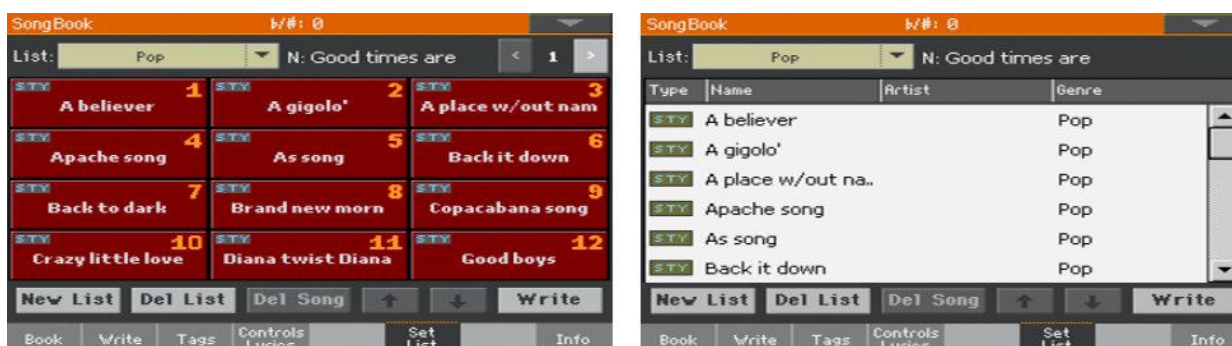 SongBook ♭/#: 0
List: Pop N: Good times are < 1 >
STY 1 STY 2 STY 3
A believer A gigolo' A place w/out nam
STY 4 STY 5 STY 6
Apache song As song Back it down
STY 7 STY 8 STY 9
Back to dark Brand new morn Copacabana song
STY 10 STY 11 STY 12
Crazy little love Diana twist Diana Good boys
New List Del List Del Song Write
Book Write Tags Controls Lyrics Set List Info
SongBook ♭/#: 0
List: Pop N: Good times are
Type Name Artist Genre
STY A believer Pop
STY A gigolo' Pop
STY A place w/out na.. Pop
STY Apache song Pop
STY As song Pop
STY Back it down Pop
New List Del List Del Song Write
Book Write Tags Controls Lyrics Set List Info